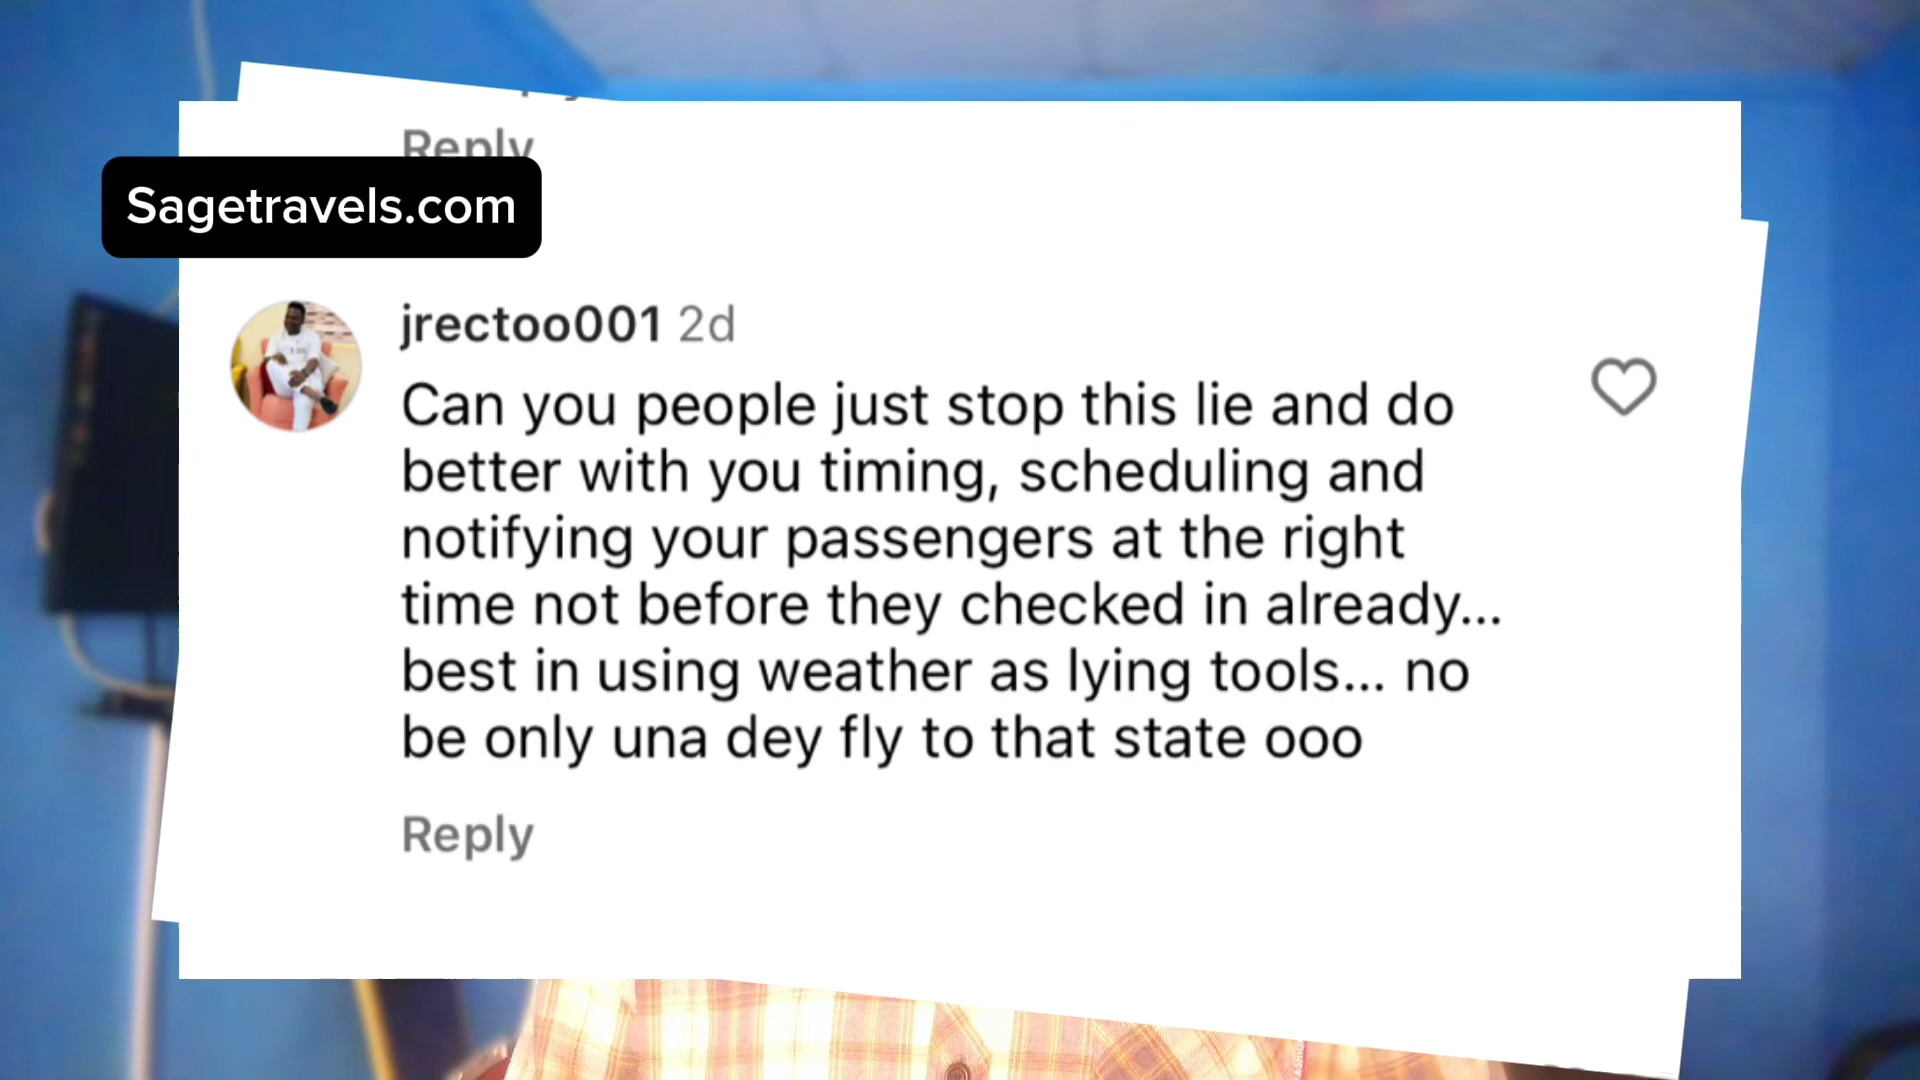 Reply
Sagetravels.com
jrectoo001 2d
Can you people just stop this lie and do
better with you timing, scheduling and
notifying your passengers at the right
time not before they checked in already...
best in using weather as lying tools... no
be only una dey fly to that state ooo
Reply